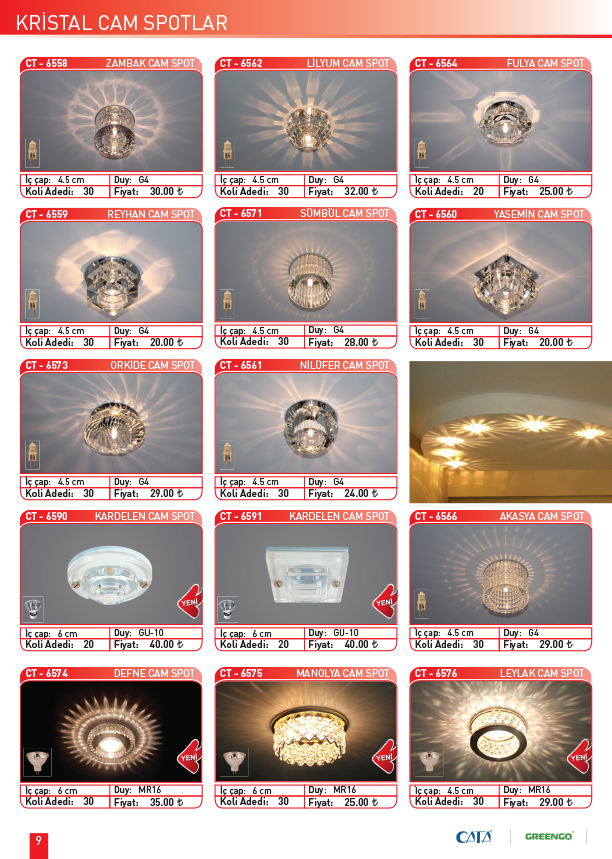 KRİSTAL CAM SPOTLAR
CT - 6558 ZAMBAK CAM SPOT
İç çap: 4.5 cm Duy: G4
Koli Adedi: 30 Fiyat: 30.00 ₺
CT - 6562 LİLYUM CAM SPOT
İç çap: 4.5 cm Duy: G4
Koli Adedi: 30 Fiyat: 32.00 ₺
CT - 6564 FULYA CAM SPOT
İç çap: 4.5 cm Duy: G4
Koli Adedi: 20 Fiyat: 25.00 ₺
CT - 6559 REYHAN CAM SPOT
İç çap: 4.5 cm Duy: G4
Koli Adedi: 30 Fiyat: 20.00 ₺
CT - 6571 SÜMBÜL CAM SPOT
İç çap: 4.5 cm Duy: G4
Koli Adedi: 30 Fiyat: 28.00 ₺
CT - 6560 YASEMİN CAM SPOT
İç çap: 4.5 cm Duy: G4
Koli Adedi: 30 Fiyat: 20.00 ₺
CT - 6573 ORKİDE CAM SPOT
İç çap: 4.5 cm Duy: G4
Koli Adedi: 30 Fiyat: 29.00 ₺
CT - 6561 NİLÜFER CAM SPOT
İç çap: 4.5 cm Duy: G4
Koli Adedi: 30 Fiyat: 24.00 ₺
CT - 6590 KARDELEN CAM SPOT
YENİ
İç çap: 6 cm Duy: GU-10
Koli Adedi: 20 Fiyat: 40.00 ₺
CT - 6591 KARDELEN CAM SPOT
YENİ
İç çap: 6 cm Duy: GU-10
Koli Adedi: 20 Fiyat: 40.00 ₺
CT - 6566 AKASYA CAM SPOT
İç çap: 4.5 cm Duy: G4
Koli Adedi: 30 Fiyat: 29.00 ₺
CT - 6574 DEFNE CAM SPOT
YENİ
İç çap: 6 cm Duy: MR16
Koli Adedi: 30 Fiyat: 35.00 ₺
CT - 6575 MANOLYA CAM SPOT
YENİ
İç çap: 6 cm Duy: MR16
Koli Adedi: 30 Fiyat: 25.00 ₺
CT - 6576 LEYLAK CAM SPOT
YENİ
İç çap: 4.5 cm Duy: MR16
Koli Adedi: 30 Fiyat: 29.00 ₺
9
CATA
GREENGO